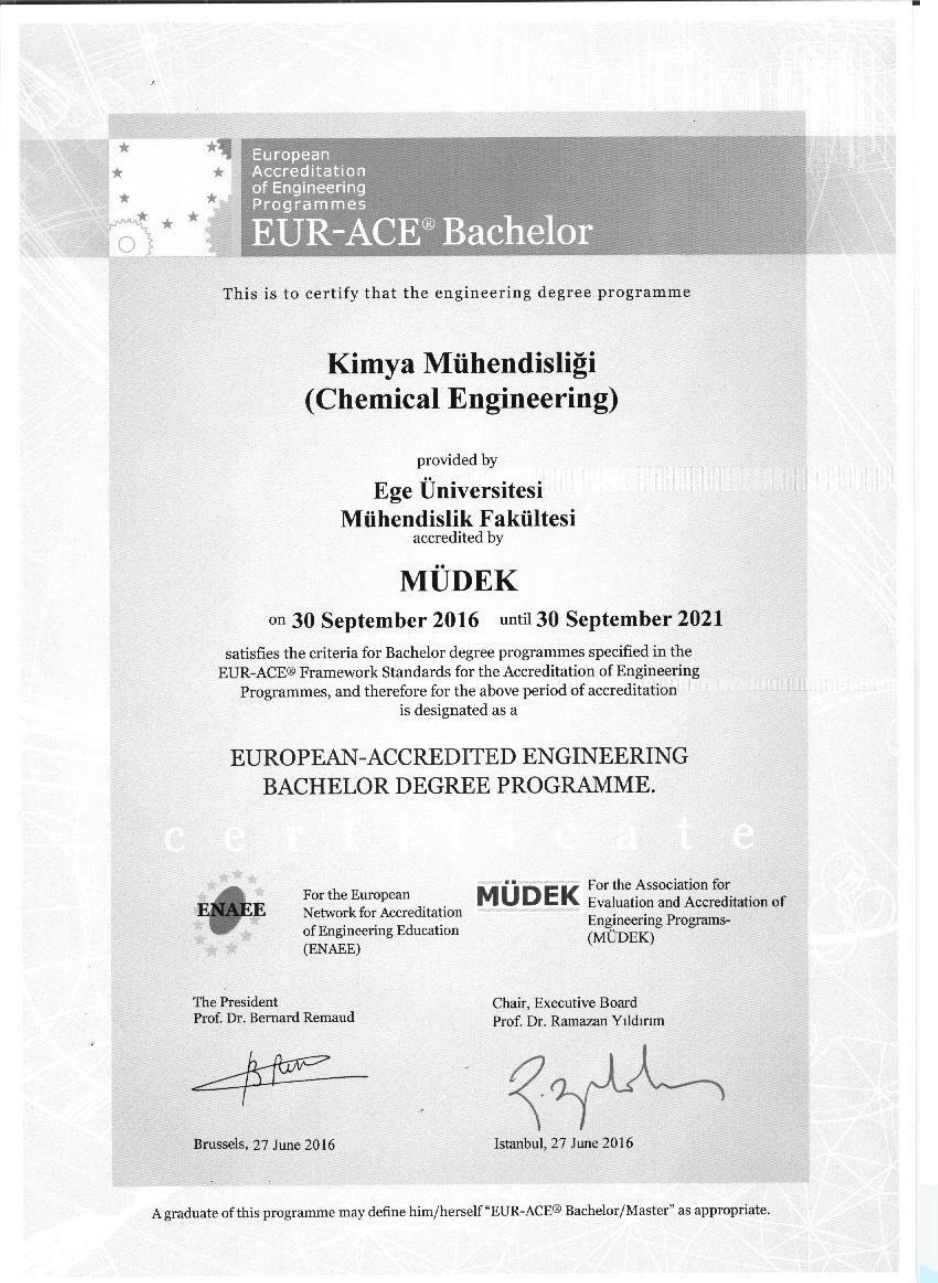 European
Accreditation
of Engineering
Programmes
EUR-ACE® Bachelor
This is to certify that the engineering degree programme
Kimya Mühendisliği
(Chemical Engineering)
provided by
Ege Üniversitesi
Mühendislik Fakültesi
accredited by
MÜDEK
on 30 September 2016 until 30 September 2021
satisfies the criteria for Bachelor degree programmes specified in the
EUR-ACE® Framework Standards for the Accreditation of Engineering
Programmes, and therefore for the above period of accreditation
is designated as a
EUROPEAN-ACCREDITED ENGINEERING
BACHELOR DEGREE PROGRAMME.
certificate
ENAEE
For the European
Network for Accreditation
of Engineering Education
(ENAEE)
MÜDEK
For the Association for
Evaluation and Accreditation of
Engineering Programs-
(MÜDEK)
The President
Prof. Dr. Bernard Remaud
Brussels, 27 June 2016
Chair, Executive Board
Prof. Dr. Ramazan Yıldırım
Istanbul, 27 June 2016
A graduate of this programme may define him/herself "EUR-ACE® Bachelor/Master" as appropriate.